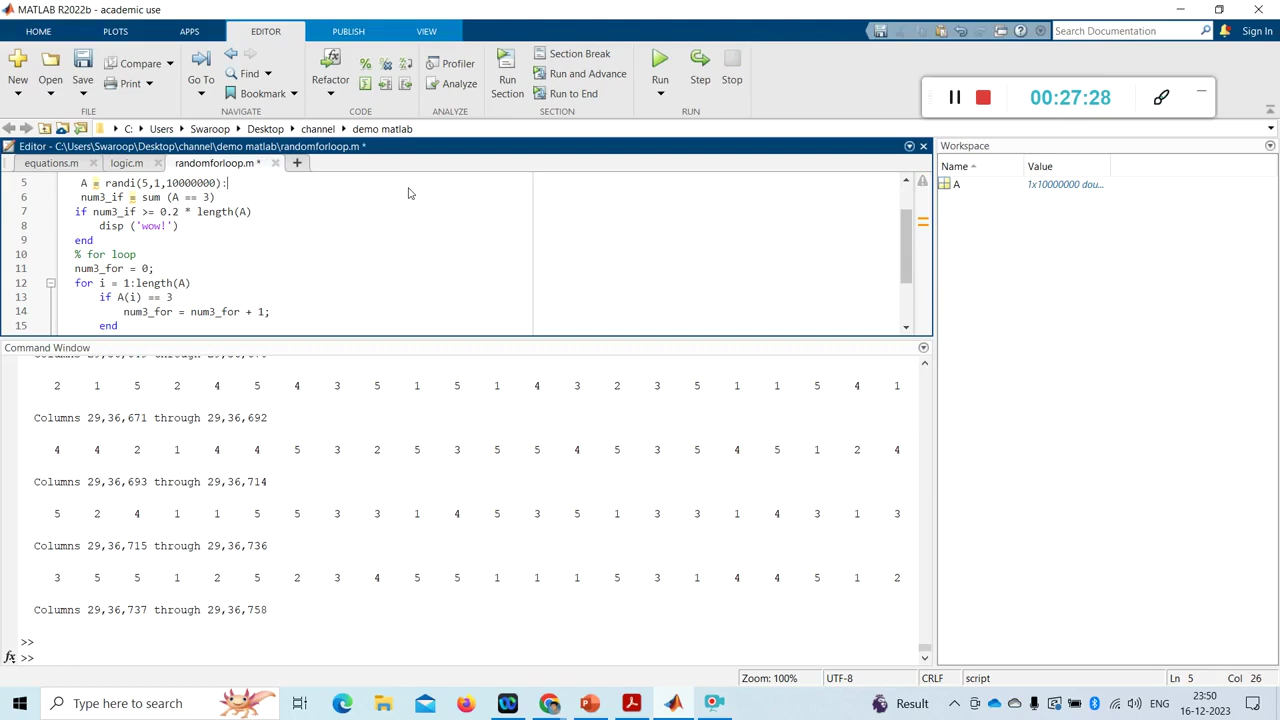 MATLAB R2022b - academic use
HOME PLOTS APPS EDITOR PUBLISH VIEW
Search Documentation Sign In
New Open Save Compare Print Go To Find Bookmark Refactor Profiler Analyze Run Section Section Break Run and Advance Run to End Run Step Stop
FILE NAVIGATE CODE ANALYZE SECTION RUN
00:27:28
C: Users Swaroop Desktop channel demo matlab
Editor - C:\Users\Swaroop\Desktop\channel\demo matlab\randomforloop.m *
equations.m logic.m randomforloop.m *
5 A = randi(5,1,10000000);
6 num3_if = sum (A == 3)
7 if num3_if >= 0.2 * length(A)
8 disp ('wow!')
9 end
10 % for loop
11 num3_for = 0;
12 for i = 1:length(A)
13 if A(i) == 3
14 num3_for = num3_for + 1;
15 end
Workspace
Name Value
A 1x10000000 dou...
Command Window
2 1 5 2 4 5 4 3 5 1 5 1 4 3 2 3 5 1 1 5 4 1
Columns 29,36,671 through 29,36,692
4 4 2 1 4 4 5 3 2 5 3 5 5 4 5 3 5 4 5 1 2 4
Columns 29,36,693 through 29,36,714
5 2 4 1 1 5 5 3 3 1 4 5 3 5 1 3 3 1 4 3 1 3
Columns 29,36,715 through 29,36,736
3 5 5 1 2 5 2 3 4 5 5 1 1 1 5 3 1 4 4 5 1 2
Columns 29,36,737 through 29,36,758
>>
fx >>
Zoom: 100% UTF-8 CRLF script Ln 5 Col 26
Type here to search Result ENG 23:50
16-12-2023